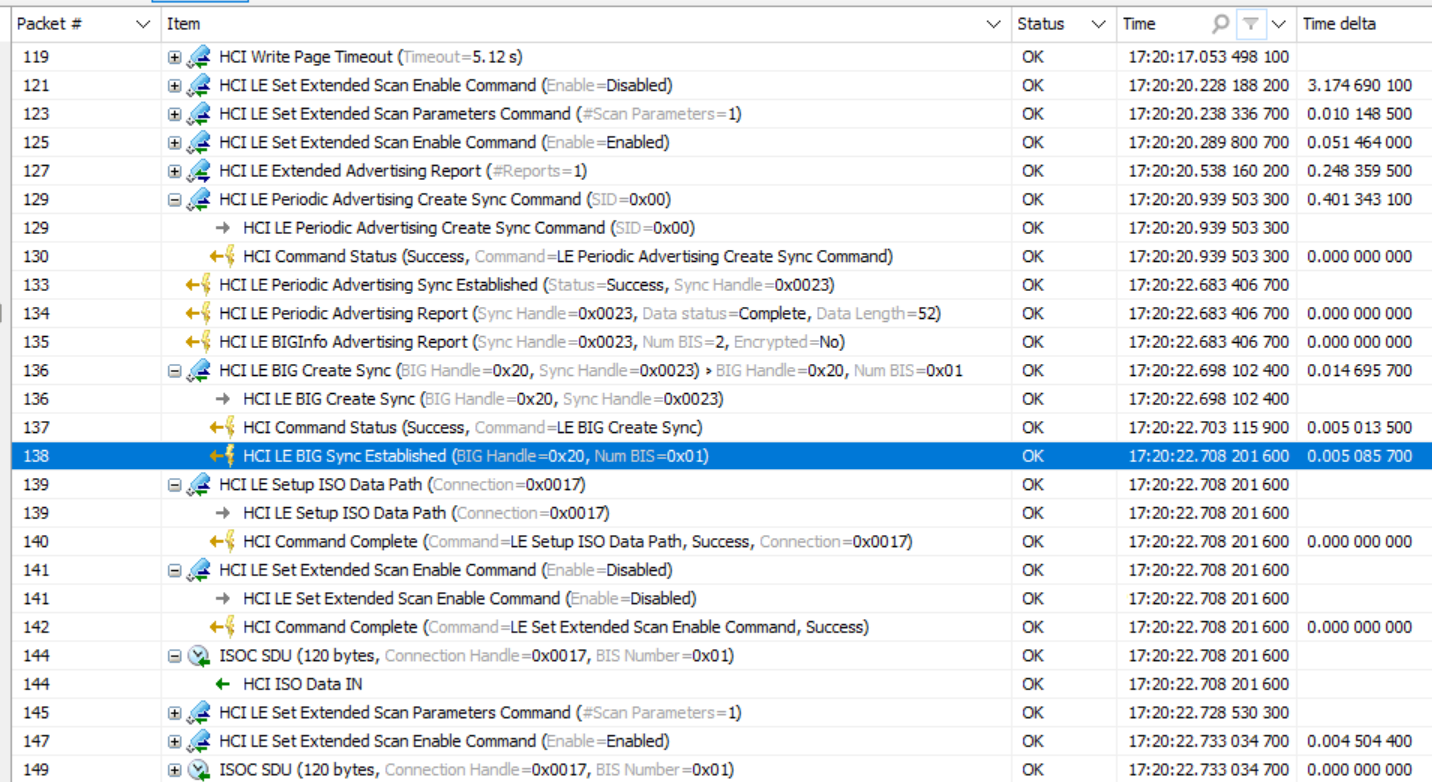 Packet # Item Status Time Time delta
119 HCI Write Page Timeout (Timeout=5.12 s) OK 17:20:17.053 498 100
121 HCI LE Set Extended Scan Enable Command (Enable=Disabled) OK 17:20:20.228 188 200 3.174 690 100
123 HCI LE Set Extended Scan Parameters Command (#Scan Parameters=1) OK 17:20:20.238 336 700 0.010 148 500
125 HCI LE Set Extended Scan Enable Command (Enable=Enabled) OK 17:20:20.289 800 700 0.051 464 000
127 HCI LE Extended Advertising Report (#Reports=1) OK 17:20:20.538 160 200 0.248 359 500
129 HCI LE Periodic Advertising Create Sync Command (SID=0x00) OK 17:20:20.939 503 300 0.401 343 100
129 HCI LE Periodic Advertising Create Sync Command (SID=0x00) OK 17:20:20.939 503 300
130 HCI Command Status (Success, Command=LE Periodic Advertising Create Sync Command) OK 17:20:20.939 503 300 0.000 000 000
133 HCI LE Periodic Advertising Sync Established (Status=Success, Sync Handle=0x0023) OK 17:20:22.683 406 700
134 HCI LE Periodic Advertising Report (Sync Handle=0x0023, Data status=Complete, Data Length=52) OK 17:20:22.683 406 700 0.000 000 000
135 HCI LE BIGInfo Advertising Report (Sync Handle=0x0023, Num BIS=2, Encrypted=No) OK 17:20:22.683 406 700 0.000 000 000
136 HCI LE BIG Create Sync (BIG Handle=0x20, Sync Handle=0x0023) > BIG Handle=0x20, Num BIS=0x01 OK 17:20:22.698 102 400 0.014 695 700
136 HCI LE BIG Create Sync (BIG Handle=0x20, Sync Handle=0x0023) OK 17:20:22.698 102 400
137 HCI Command Status (Success, Command=LE BIG Create Sync) OK 17:20:22.703 115 900 0.005 013 500
138 HCI LE BIG Sync Established (BIG Handle=0x20, Num BIS=0x01) OK 17:20:22.708 201 600 0.005 085 700
139 HCI LE Setup ISO Data Path (Connection=0x0017) OK 17:20:22.708 201 600
139 HCI LE Setup ISO Data Path (Connection=0x0017) OK 17:20:22.708 201 600
140 HCI Command Complete (Command=LE Setup ISO Data Path, Success, Connection=0x0017) OK 17:20:22.708 201 600 0.000 000 000
141 HCI LE Set Extended Scan Enable Command (Enable=Disabled) OK 17:20:22.708 201 600
141 HCI LE Set Extended Scan Enable Command (Enable=Disabled) OK 17:20:22.708 201 600
142 HCI Command Complete (Command=LE Set Extended Scan Enable Command, Success) OK 17:20:22.708 201 600 0.000 000 000
144 ISOC SDU (120 bytes, Connection Handle=0x0017, BIS Number=0x01) OK 17:20:22.708 201 600
144 HCI ISO Data IN OK 17:20:22.708 201 600
145 HCI LE Set Extended Scan Parameters Command (#Scan Parameters=1) OK 17:20:22.728 530 300
147 HCI LE Set Extended Scan Enable Command (Enable=Enabled) OK 17:20:22.733 034 700 0.004 504 400
149 ISOC SDU (120 bytes, Connection Handle=0x0017, BIS Number=0x01) OK 17:20:22.733 034 700 0.000 000 000